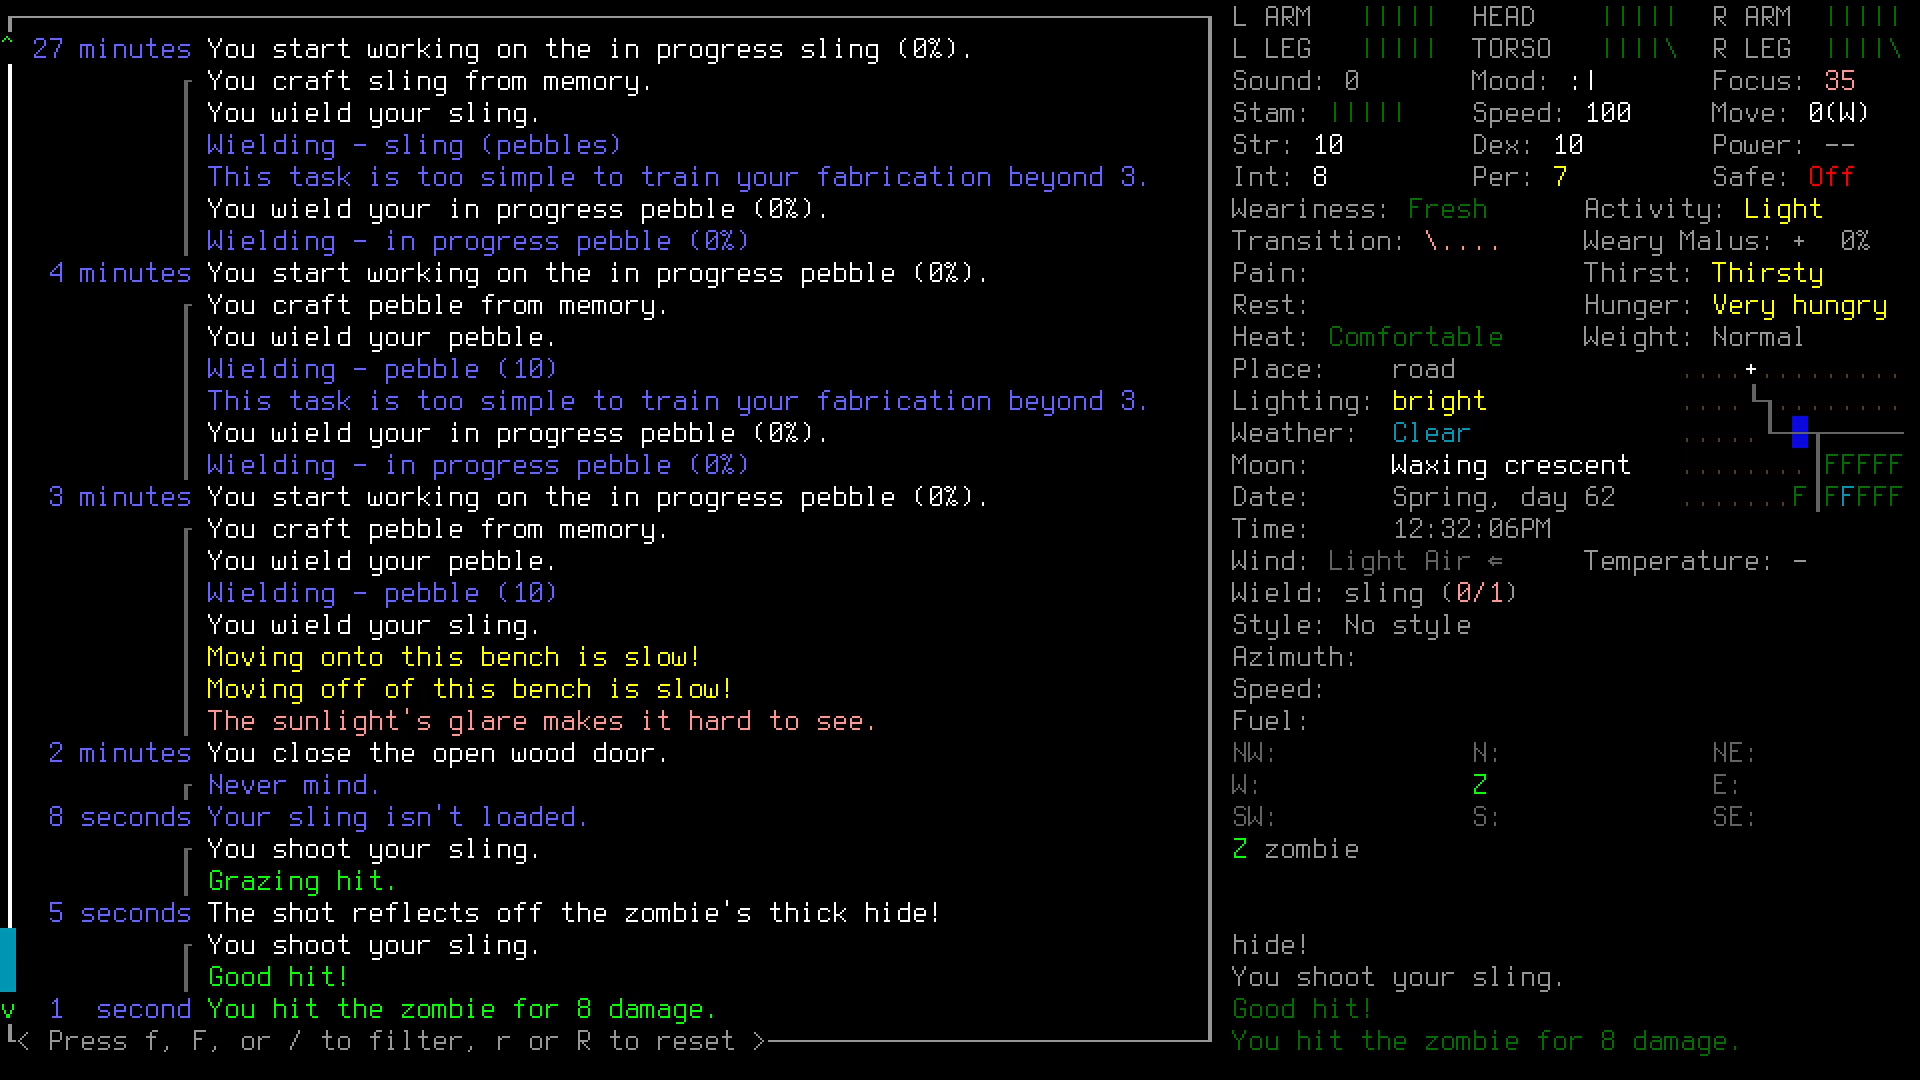 27 minutes You start working on the in progress sling (0%).
You craft sling from memory.
You wield your sling.
Wielding - sling (pebbles)
This task is too simple to train your fabrication beyond 3.
You wield your in progress pebble (0%).
Wielding - in progress pebble (0%)
4 minutes You start working on the in progress pebble (0%).
You craft pebble from memory.
You wield your pebble.
Wielding - pebble (10)
This task is too simple to train your fabrication beyond 3.
You wield your in progress pebble (0%).
Wielding - in progress pebble (0%)
3 minutes You start working on the in progress pebble (0%).
You craft pebble from memory.
You wield your pebble.
Wielding - pebble (10)
You wield your sling.
Moving onto this bench is slow!
Moving off of this bench is slow!
The sunlight's glare makes it hard to see.
2 minutes You close the open wood door.
Never mind.
8 seconds Your sling isn't loaded.
You shoot your sling.
Grazing hit.
5 seconds The shot reflects off the zombie's thick hide!
You shoot your sling.
Good hit!
1 second You hit the zombie for 8 damage.
< Press f, F, or / to filter, r or R to reset >
L ARM ||||| HEAD ||||| R ARM |||||
L LEG ||||| TORSO ||||\ R LEG ||||\
Sound: 0 Mood: :| Focus: 35
Stam: ||||| Speed: 100 Move: 0(W)
Str: 10 Dex: 10 Power: --
Int: 8 Per: 7 Safe: Off
Weariness: Fresh Activity: Light
Transition: \.... Weary Malus: + 0%
Pain: Thirst: Thirsty
Rest: Hunger: Very hungry
Heat: Comfortable Weight: Normal
Place: road
Lighting: bright
Weather: Clear
Moon: Waxing crescent FFFFF
Date: Spring, day 62 F FFFFF
Time: 12:32:06PM
Wind: Light Air ⇐ Temperature: -
Wield: sling (0/1)
Style: No style
Azimuth:
Speed:
Fuel:
NW: N: NE:
W: Z E:
SW: S: SE:
Z zombie
hide!
You shoot your sling.
Good hit!
You hit the zombie for 8 damage.